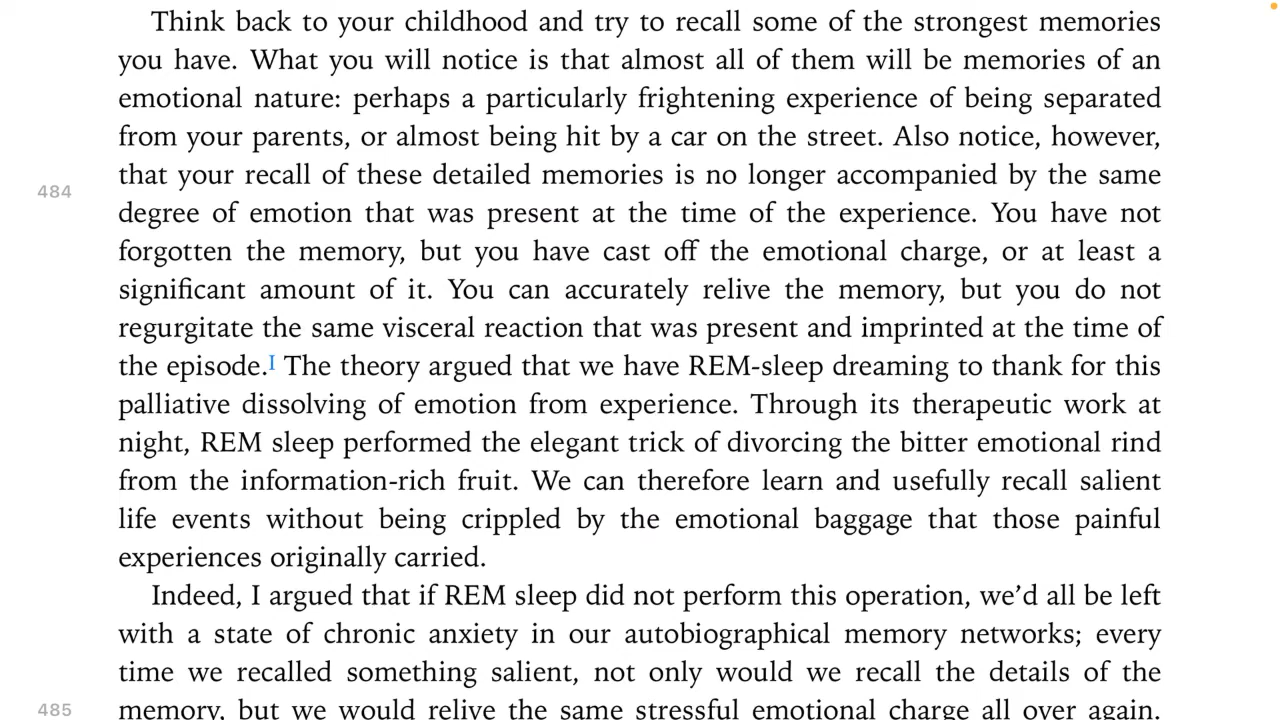 Think back to your childhood and try to recall some of the strongest memories
you have. What you will notice is that almost all of them will be memories of an
emotional nature: perhaps a particularly frightening experience of being separated
from your parents, or almost being hit by a car on the street. Also notice, however,
that your recall of these detailed memories is no longer accompanied by the same
484
degree of emotion that was present at the time of the experience. You have not
forgotten the memory, but you have cast off the emotional charge, or at least a
significant amount of it. You can accurately relive the memory, but you do not
regurgitate the same visceral reaction that was present and imprinted at the time of
the episode.I The theory argued that we have REM-sleep dreaming to thank for this
palliative dissolving of emotion from experience. Through its therapeutic work at
night, REM sleep performed the elegant trick of divorcing the bitter emotional rind
from the information-rich fruit. We can therefore learn and usefully recall salient
life events without being crippled by the emotional baggage that those painful
experiences originally carried.
Indeed, I argued that if REM sleep did not perform this operation, we’d all be left
with a state of chronic anxiety in our autobiographical memory networks; every
time we recalled something salient, not only would we recall the details of the
485
memory, but we would relive the same stressful emotional charge all over again.